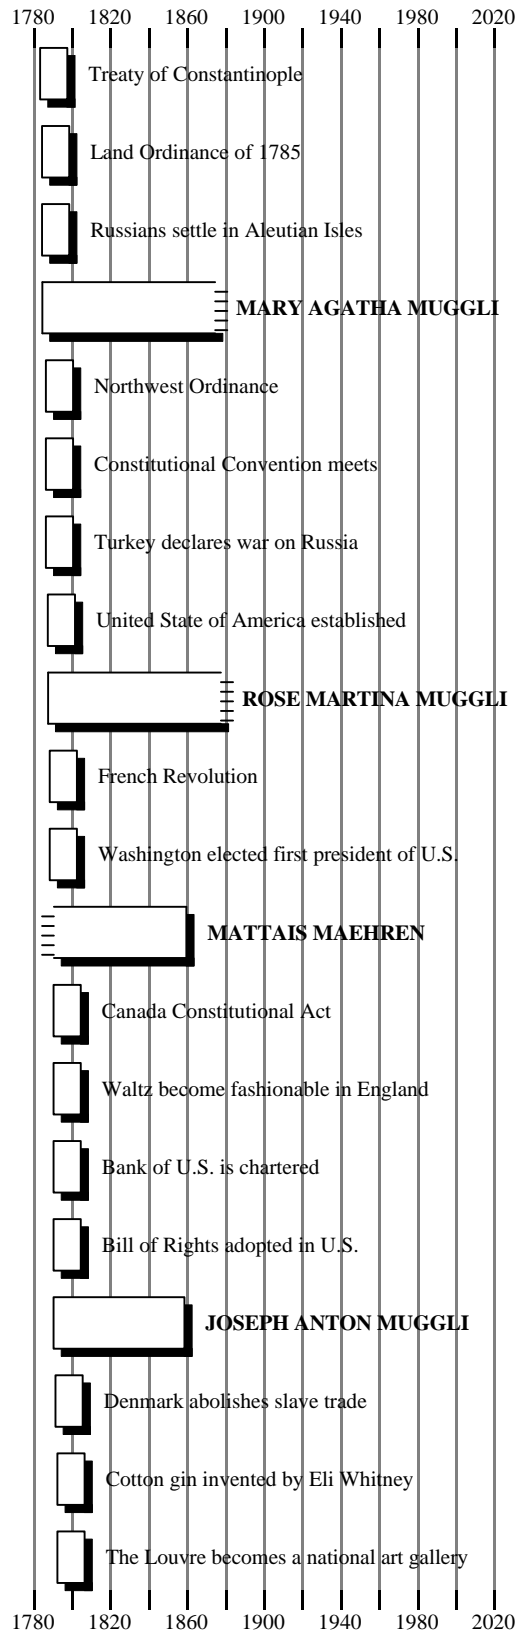 1780 1820 1860 1900 1940 1980 2020
Treaty of Constantinople
Land Ordinance of 1785
Russians settle in Aleutian Isles
MARY AGATHA MUGGLI
Northwest Ordinance
Constitutional Convention meets
Turkey declares war on Russia
United State of America established
ROSE MARTINA MUGGLI
French Revolution
Washington elected first president of U.S.
MATTAIS MAEHREN
Canada Constitutional Act
Waltz become fashionable in England
Bank of U.S. is chartered
Bill of Rights adopted in U.S.
JOSEPH ANTON MUGGLI
Denmark abolishes slave trade
Cotton gin invented by Eli Whitney
The Louvre becomes a national art gallery
1780 1820 1860 1900 1940 1980 2020